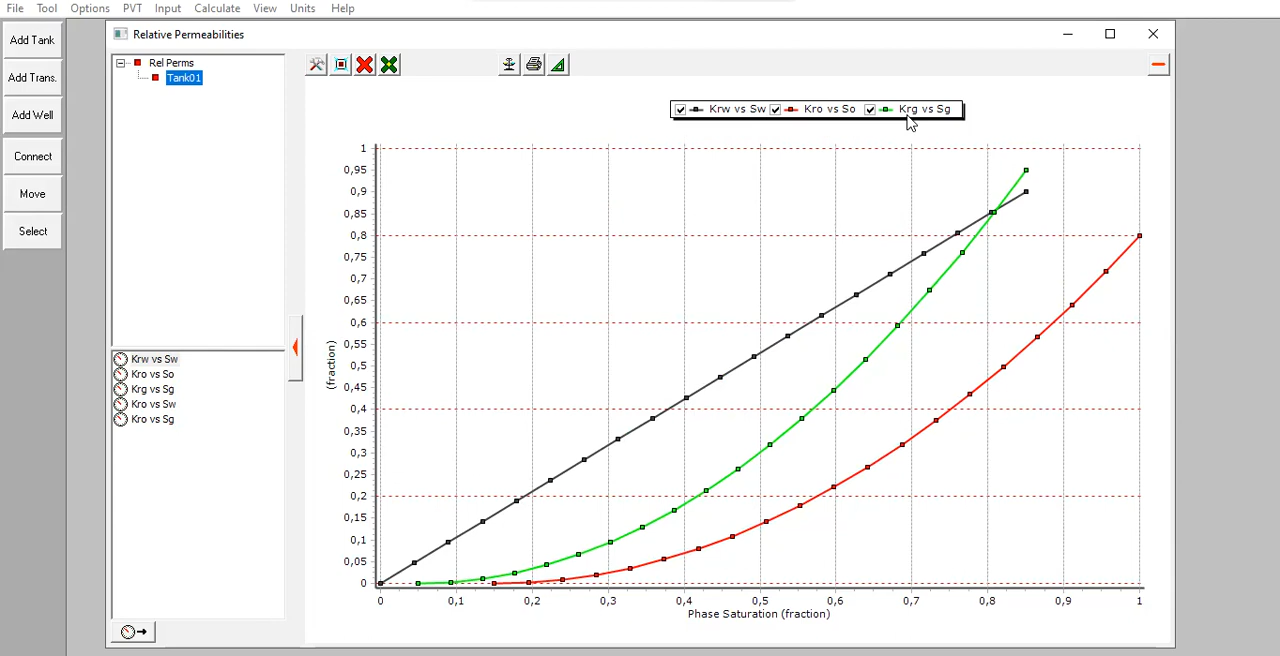 File Tool Options PVT Input Calculate View Units Help
Relative Permeabilities
Add Tank
Add Trans.
Add Well
Connect
Move
Select
Rel Perms
Tank01
Krw vs Sw
Kro vs So
Krg vs Sg
Kro vs Sw
Kro vs Sg
Krw vs Sw Kro vs So Krg vs Sg
1
0,95
0,9
0,85
0,8
0,75
0,7
0,65
0,6
0,55
0,5
0,45
0,4
0,35
0,3
0,25
0,2
0,15
0,1
0,05
0
(fraction)
0 0,1 0,2 0,3 0,4 0,5 0,6 0,7 0,8 0,9 1
Phase Saturation (fraction)